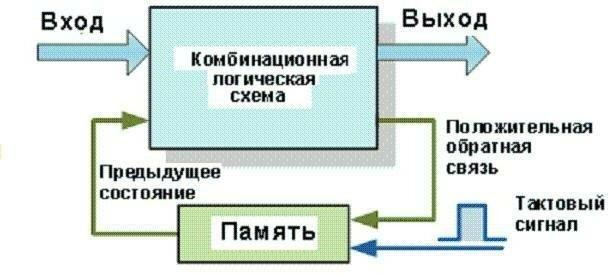 Вход
Выход
Комбинационная
логическая
схема
Положительная
обратная
связь
Предыдущее
состояние
Память
Тактовый
сигнал